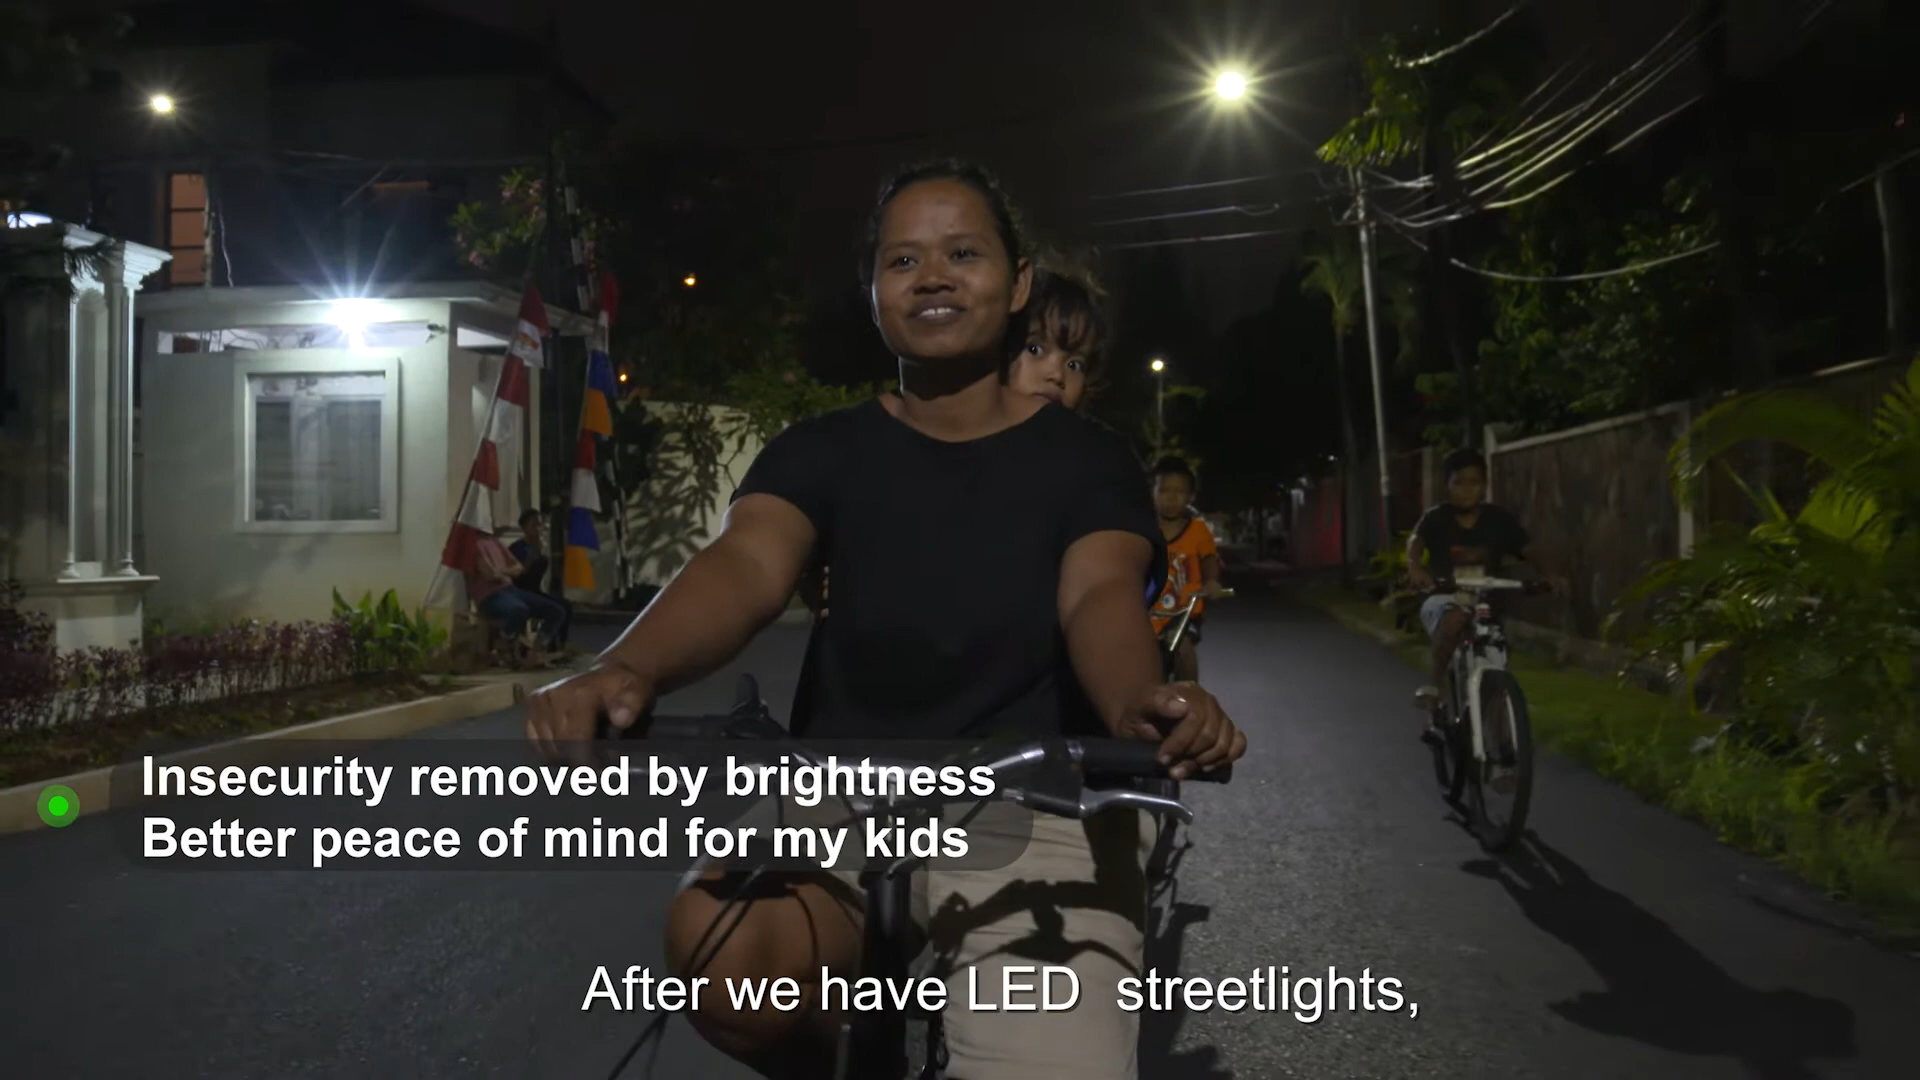 Insecurity removed by brightness
Better peace of mind for my kids
After we have LED streetlights,